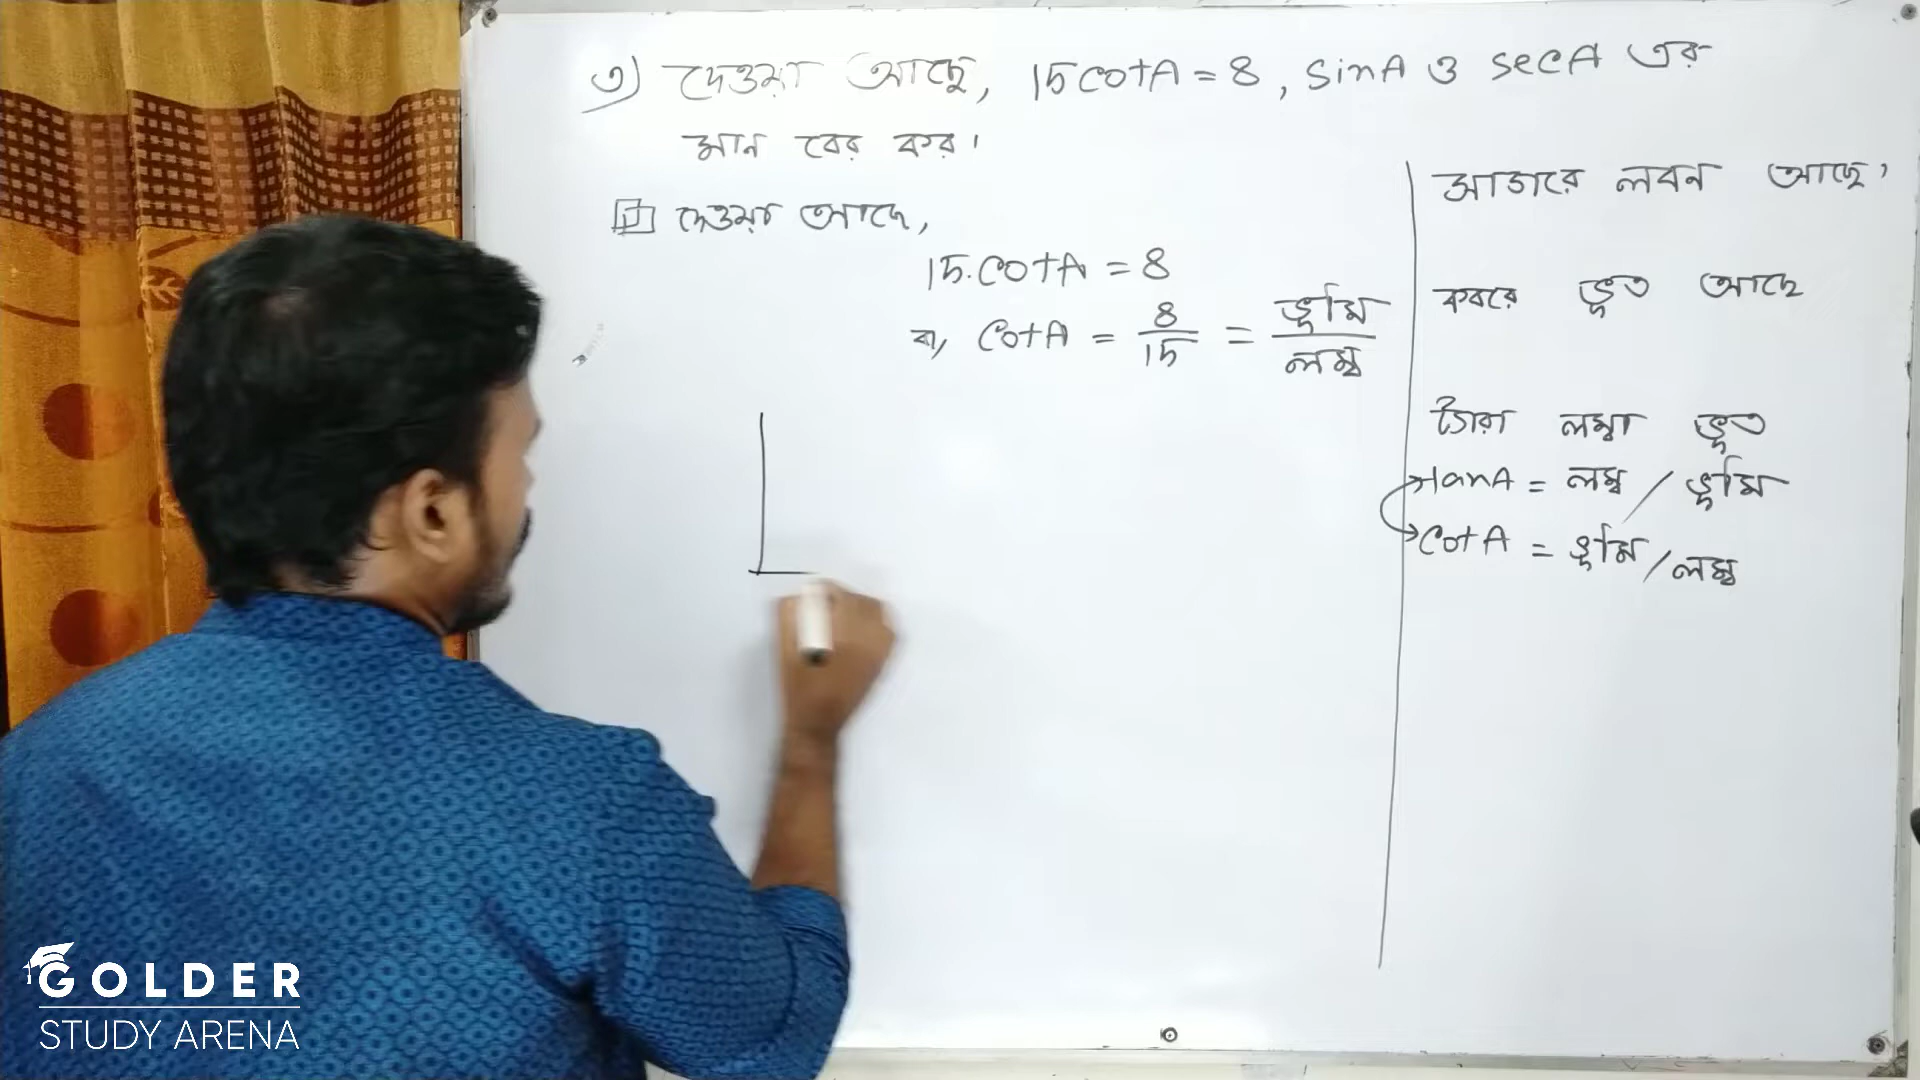 ৩) দেওয়া আছে, 15cotA = 8, sinA ও secA এর
মান বের কর।
দেওয়া আছে,
15.cotA = 8
বা, cotA = 8/15 = ভূমি/লম্ব
সাগরে লবন আছে,
কবরে ভূত আছে
ট্যারা লম্বা ভূত
tanA = লম্ব / ভূমি
cotA = ভূমি / লম্ব
GOLDER
STUDY ARENA